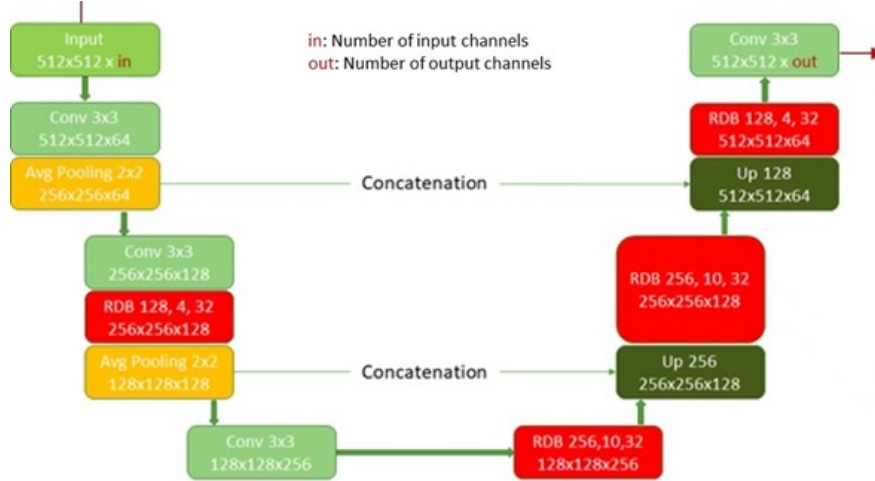 Input
512x512 x in
in: Number of input channels
out: Number of output channels
Conv 3x3
512x512 x out
Conv 3x3
512x512x64
RDB 128, 4, 32
512x512x64
Avg Pooling 2x2
256x256x64
Concatenation
Up 128
512x512x64
Conv 3x3
256x256x128
RDB 128, 4, 32
256x256x128
RDB 256, 10, 32
256x256x128
Avg Pooling 2x2
128x128x128
Concatenation
Up 256
256x256x128
Conv 3x3
128x128x256
RDB 256,10,32
128x128x256